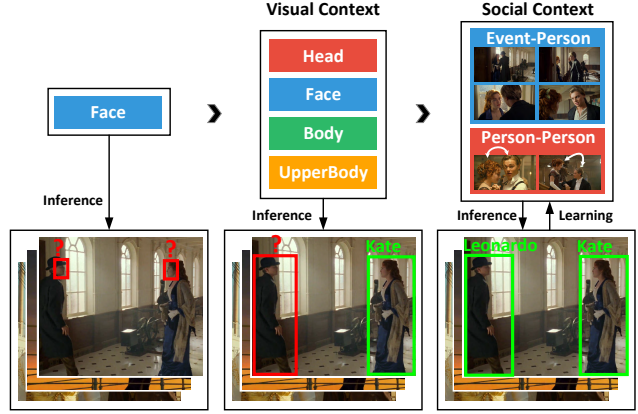 Visual Context
Social Context
Face
Head
Face
Body
UpperBody
Event-Person
Person-Person
Inference
Inference
Inference
Learning
? ?
? Kate
Leonardo Kate